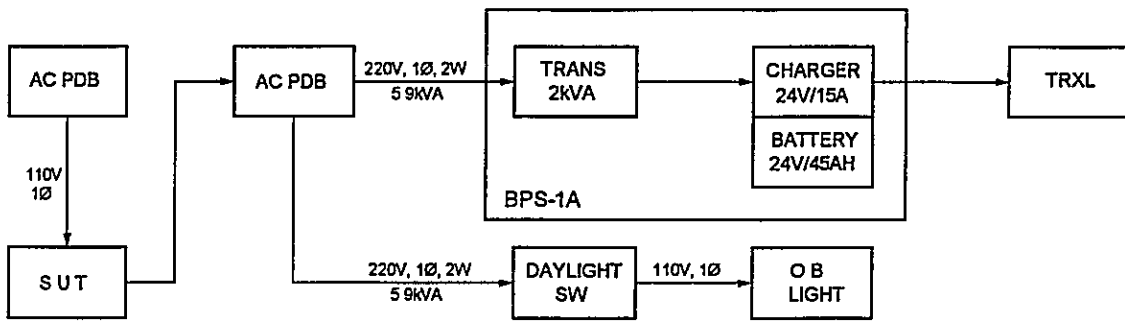 AC PDB
AC PDB
220V, 1Ø, 2W
5 9kVA
TRANS
2kVA
CHARGER
24V/15A
BATTERY
24V/45AH
TRXL
110V
1Ø
BPS-1A
S U T
220V, 1Ø, 2W
5 9kVA
DAYLIGHT
SW
110V, 1Ø
O B
LIGHT